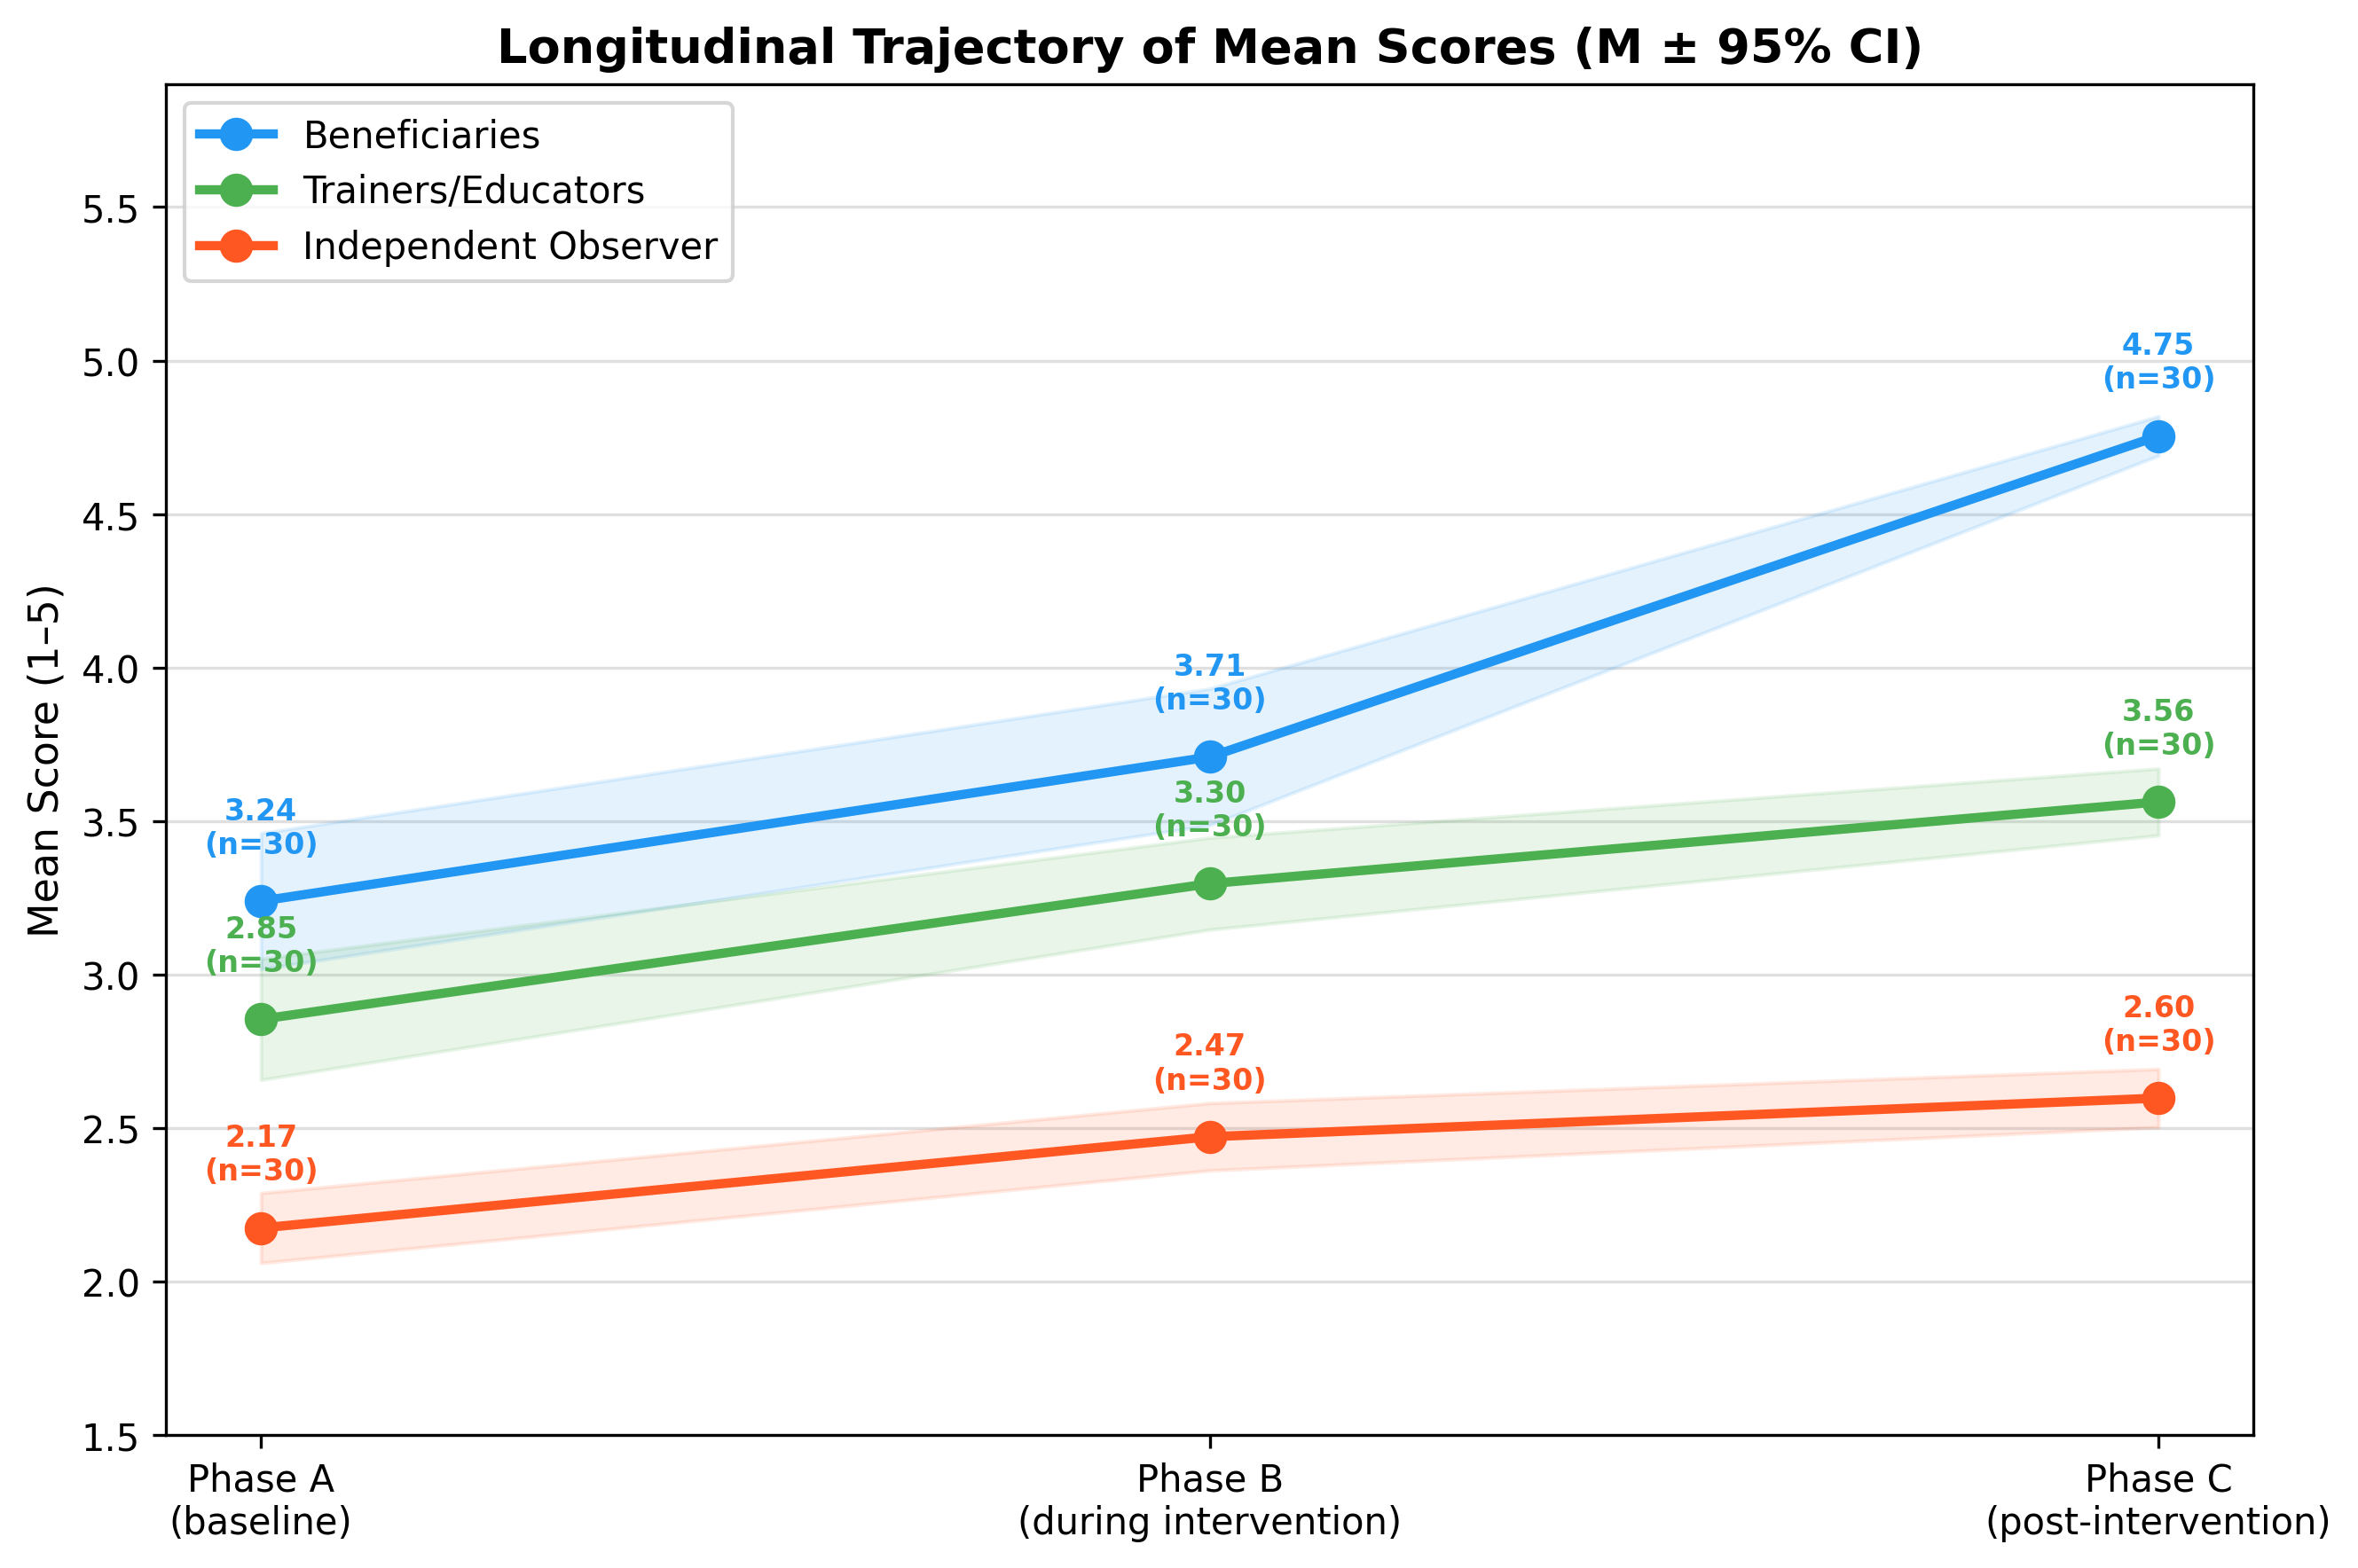 Longitudinal Trajectory of Mean Scores (M ± 95% CI)
Beneficiaries
Trainers/Educators
Independent Observer
Mean Score (1–5)
5.5
5.0
4.5
4.0
3.5
3.0
2.5
2.0
1.5
3.24
(n=30)
2.85
(n=30)
2.17
(n=30)
3.71
(n=30)
3.30
(n=30)
2.47
(n=30)
4.75
(n=30)
3.56
(n=30)
2.60
(n=30)
Phase A
(baseline)
Phase B
(during intervention)
Phase C
(post-intervention)